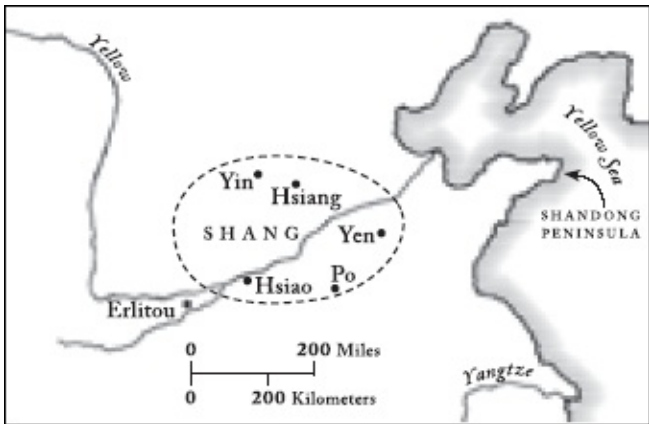 Yellow
Yellow Sea
Yin
Hsiang
SHANG
Yen
SHANDONG
PENINSULA
Hsiao
Po
Erlitou
0
200 Miles
0
200 Kilometers
Yangtze